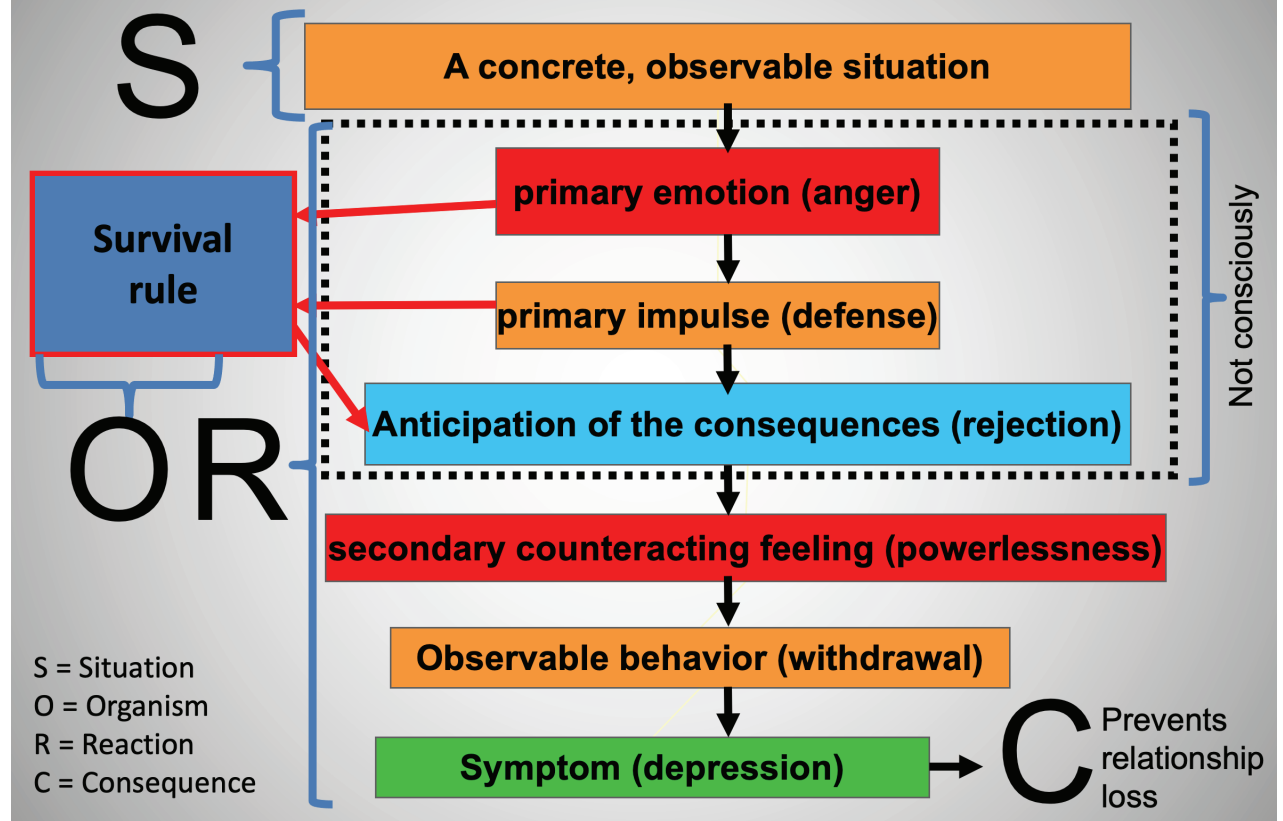 S
A concrete, observable situation
primary emotion (anger)
Survival
rule
primary impulse (defense)
Not consciously
Anticipation of the consequences (rejection)
O R
secondary counteracting feeling (powerlessness)
Observable behavior (withdrawal)
Symptom (depression)
C
Prevents
relationship
loss
S = Situation
O = Organism
R = Reaction
C = Consequence